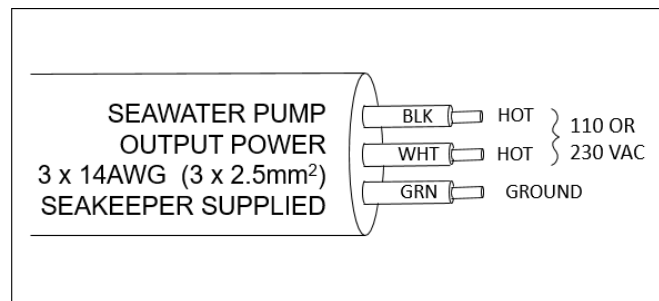 SEAWATER PUMP
OUTPUT POWER
3 x 14AWG (3 x 2.5mm²)
SEAKEEPER SUPPLIED
BLK HOT
WHT HOT
GRN GROUND
110 OR
230 VAC